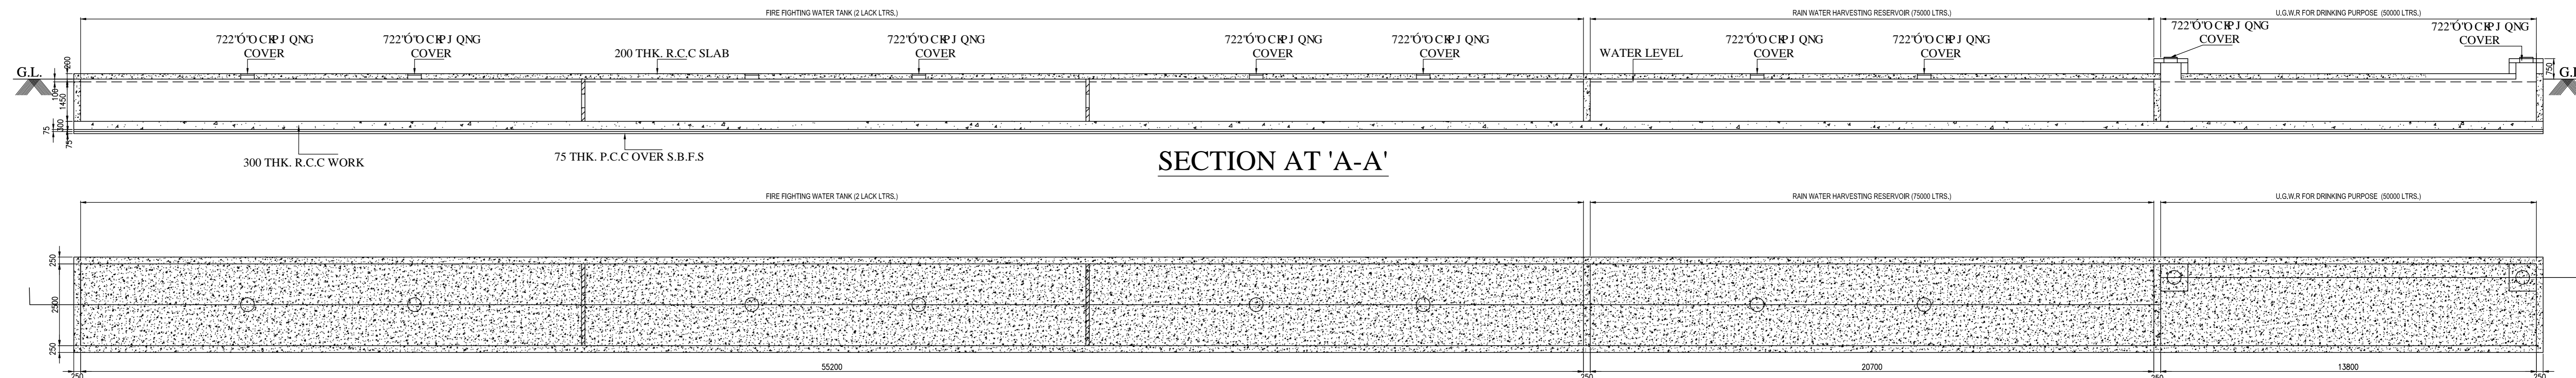 FIRE FIGHTING WATER TANK (2 LACK LTRS,)
RAIN WATER HARVESTING RESERVOIR (75000 LTRS,)
U.G.W.R FOR DRINKING PURPOSE (50000 LTRS,)
722"Ó"O CKP J QNG
COVER
722"Ó"O CKP J QNG
COVER
200 THK. R.C.C SLAB
722"Ó"O CKP J QNG
COVER
722"Ó"O CKP J QNG
COVER
722"Ó"O CKP J QNG
COVER
WATER LEVEL
722"Ó"O CKP J QNG
COVER
722"Ó"O CKP J QNG
COVER
722"Ó"O CKP J QNG
COVER
722"Ó"O CKP J QNG
COVER
G.L.
200
100
1450
300
75
75
750
300 THK. R.C.C WORK
75 THK. P.C.C OVER S.B.F.S
SECTION AT 'A-A'
FIRE FIGHTING WATER TANK (2 LACK LTRS,)
RAIN WATER HARVESTING RESERVOIR (75000 LTRS,)
U.G.W.R FOR DRINKING PURPOSE (50000 LTRS,)
250
2500
250
250
55200
250
20700
250
13800
250